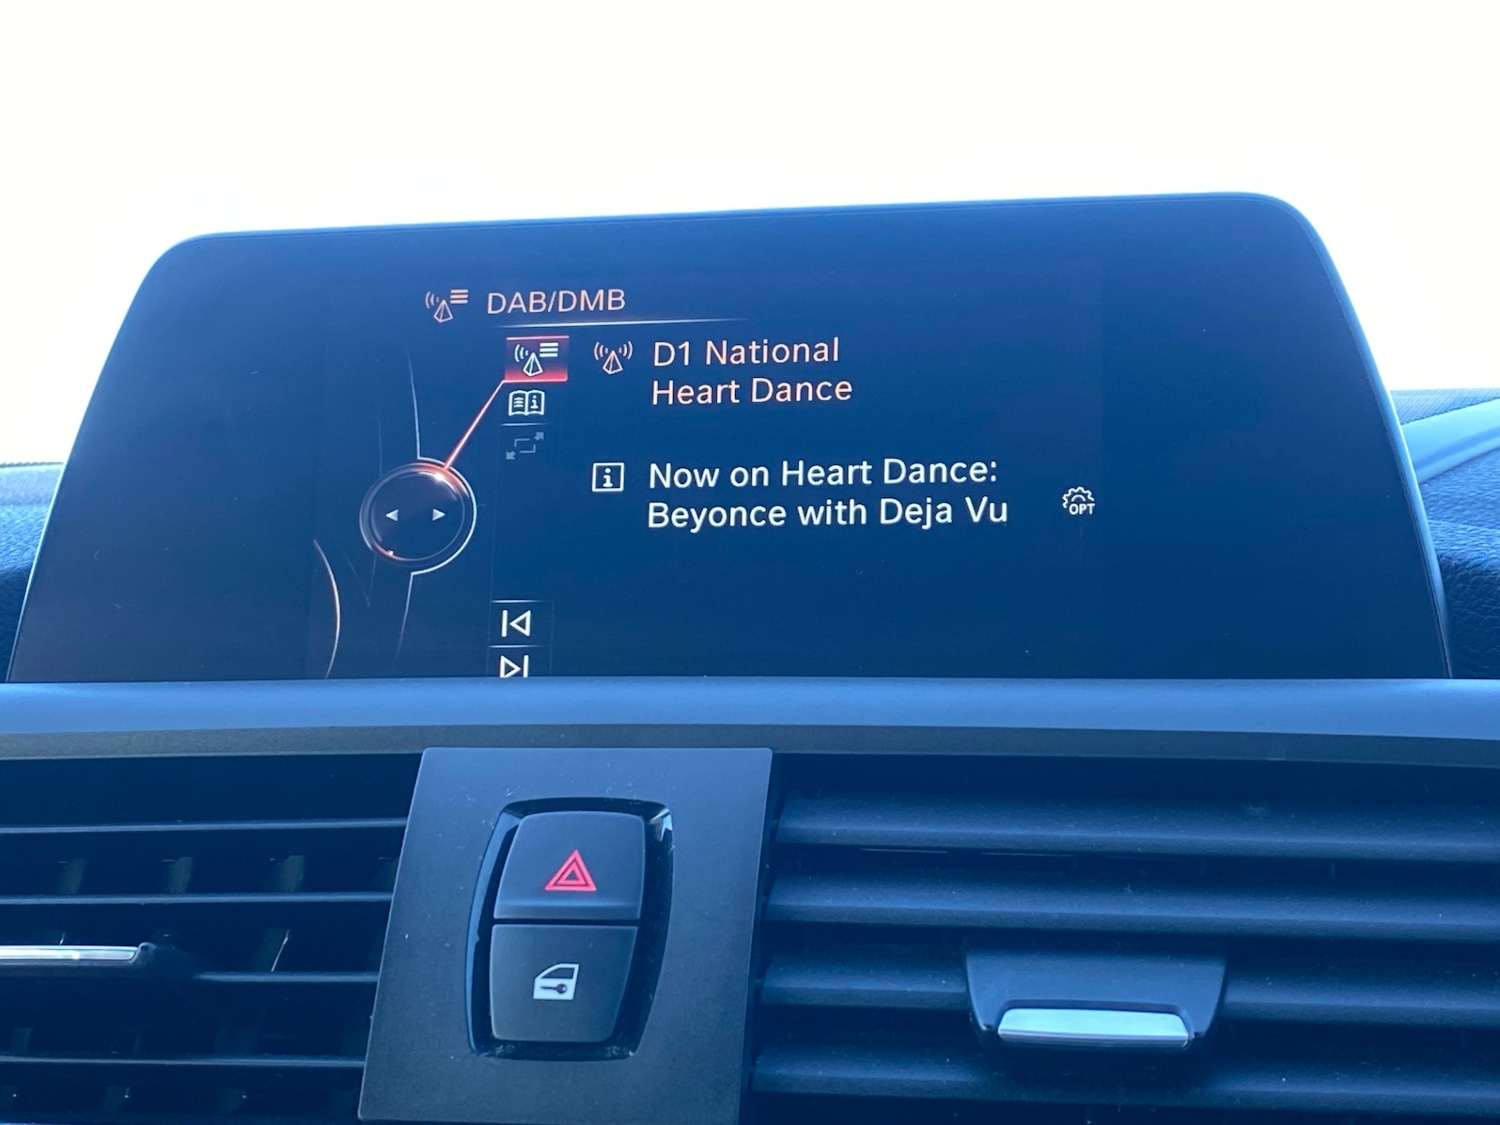 DAB/DMB
D1 National
Heart Dance
Now on Heart Dance:
Beyonce with Deja Vu
OPT